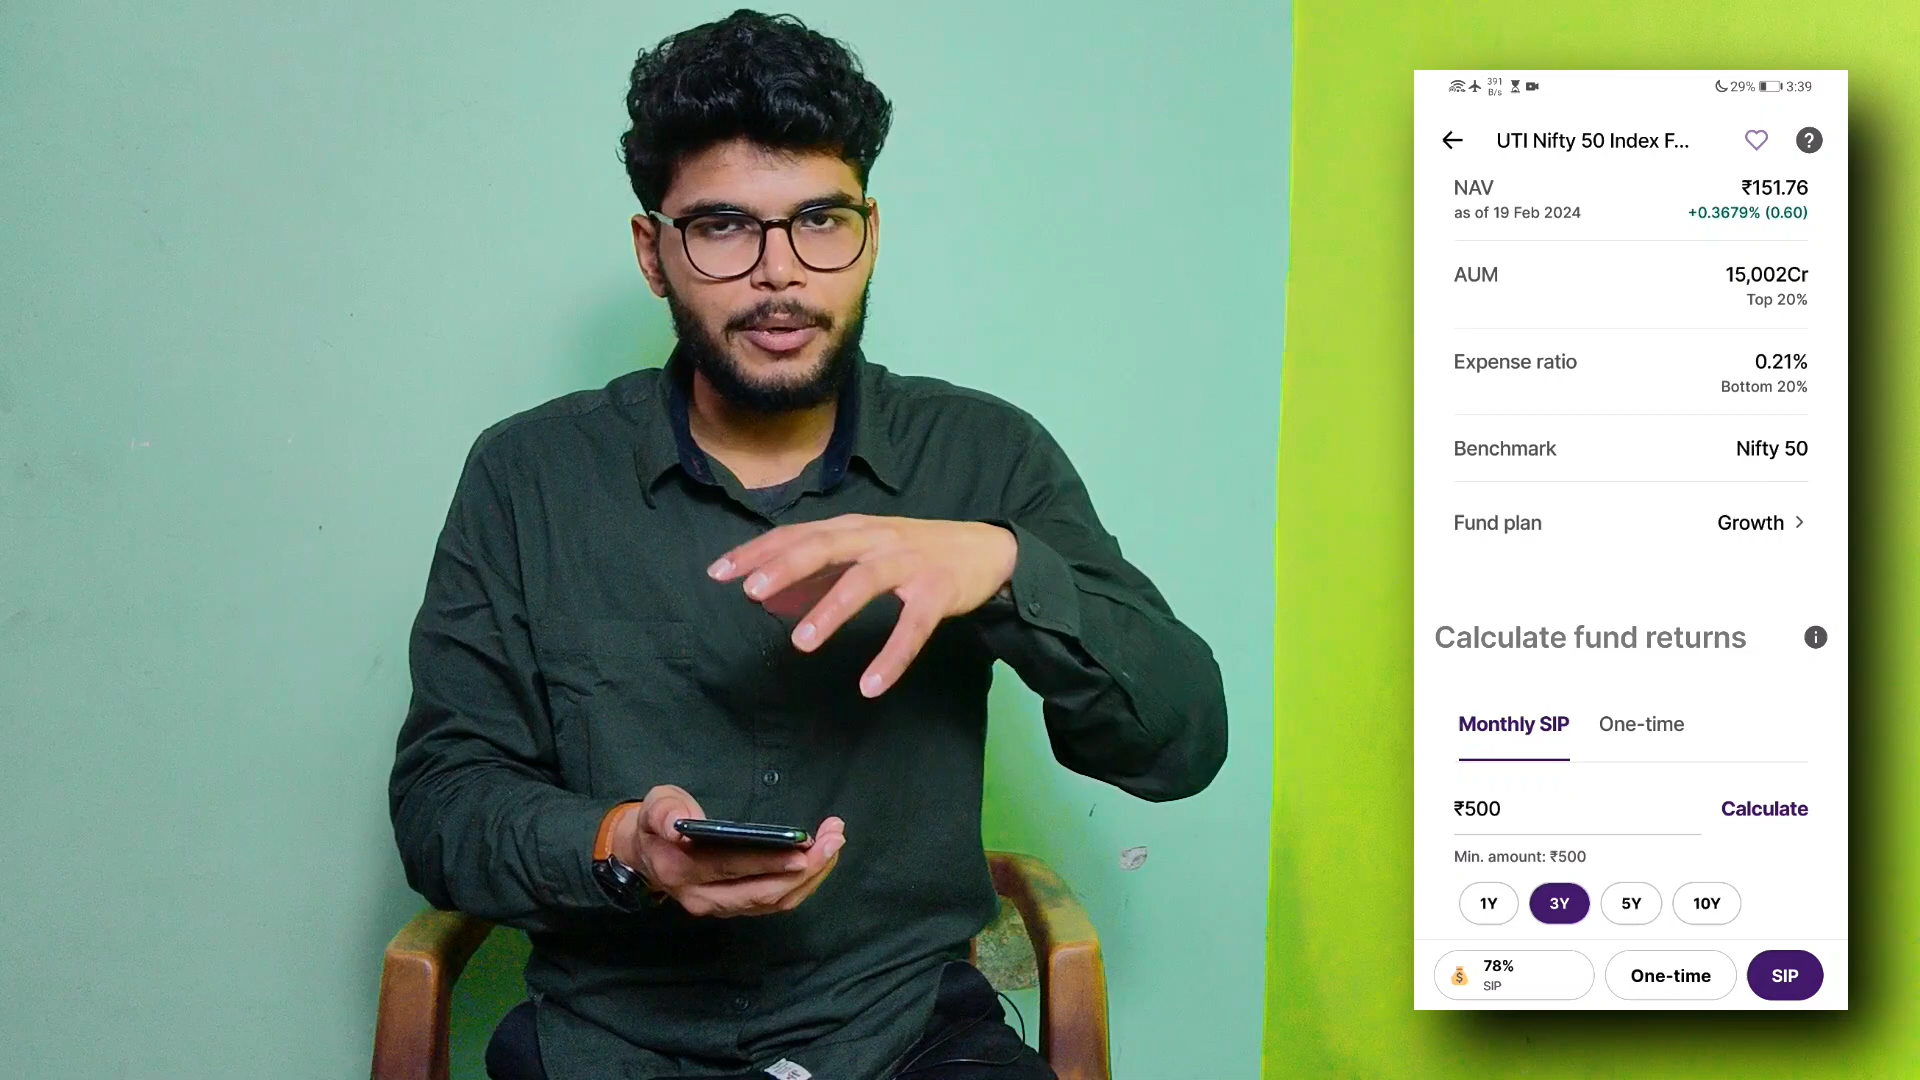 391
B/s
29%
3:39
UTI Nifty 50 Index F...
?
NAV
₹151.76
as of 19 Feb 2024
+0.3679% (0.60)
AUM
15,002Cr
Top 20%
Expense ratio
0.21%
Bottom 20%
Benchmark
Nifty 50
Fund plan
Growth >
Calculate fund returns
i
Monthly SIP
One-time
₹500
Calculate
Min. amount: ₹500
1Y
3Y
5Y
10Y
$
78%
SIP
One-time
SIP